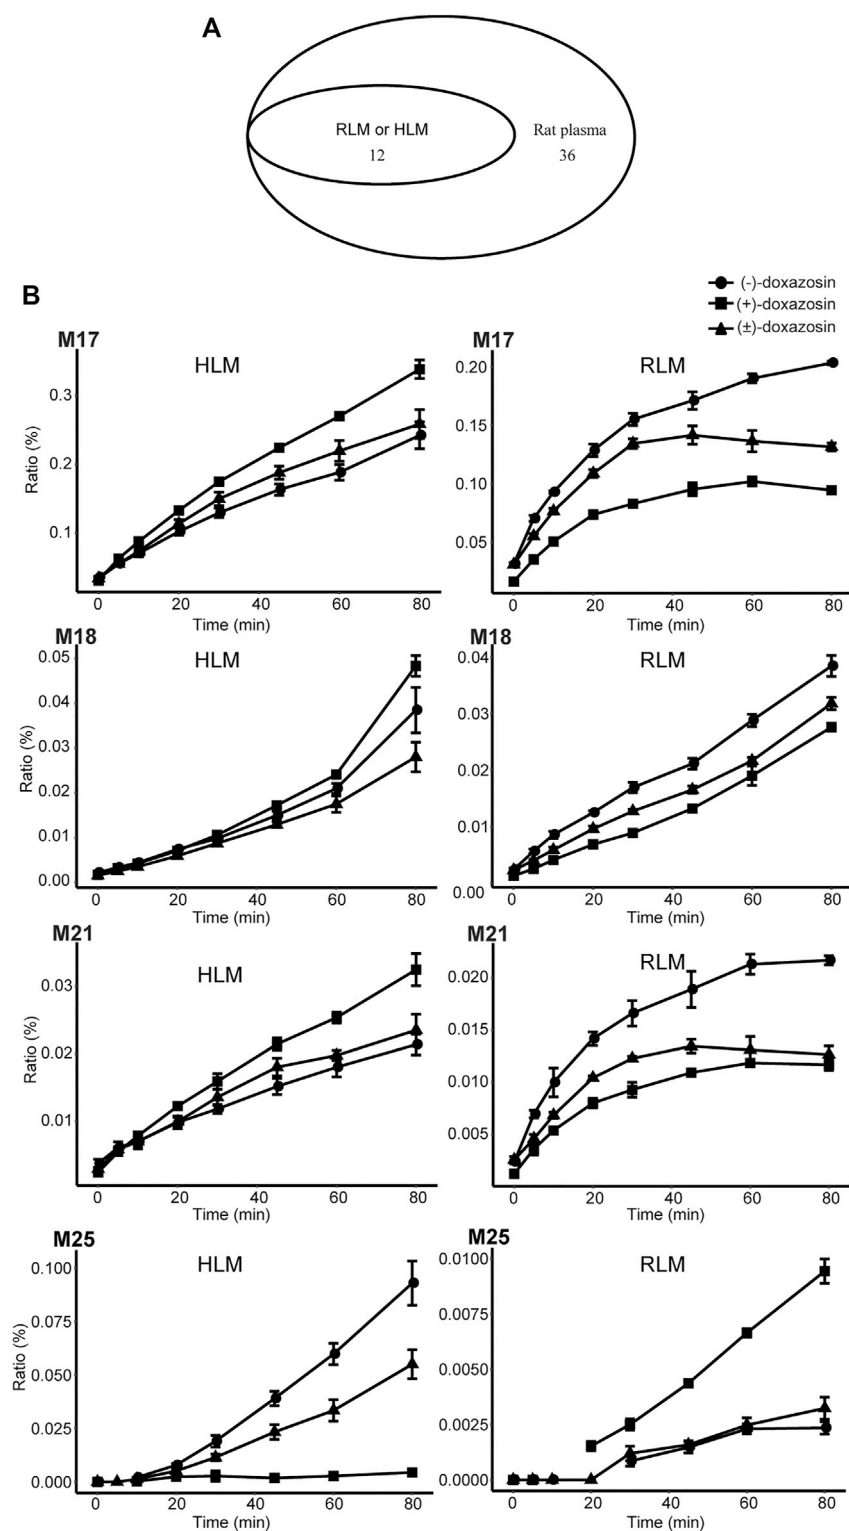 A
RLM or HLM
12
Rat plasma
36
B
(-)-doxazosin
(+)-doxazosin
(±)-doxazosin
M17
HLM
Ratio (%)
0.3
0.2
0.1
0 20 40 60 80
Time (min)
M17
RLM
0.20
0.15
0.10
0.05
0 20 40 60 80
Time (min)
M18
HLM
Ratio (%)
0.05
0.04
0.03
0.02
0.01
0.00
0 20 40 60 80
Time (min)
M18
RLM
0.04
0.03
0.02
0.01
0.00
0 20 40 60 80
Time (min)
M21
HLM
Ratio (%)
0.03
0.02
0.01
0 20 40 60 80
Time (min)
M21
RLM
0.020
0.015
0.010
0.005
0 20 40 60 80
Time (min)
M25
HLM
Ratio (%)
0.100
0.075
0.050
0.025
0.000
0 20 40 60 80
Time (min)
M25
RLM
0.0100
0.0075
0.0050
0.0025
0.0000
0 20 40 60 80
Time (min)